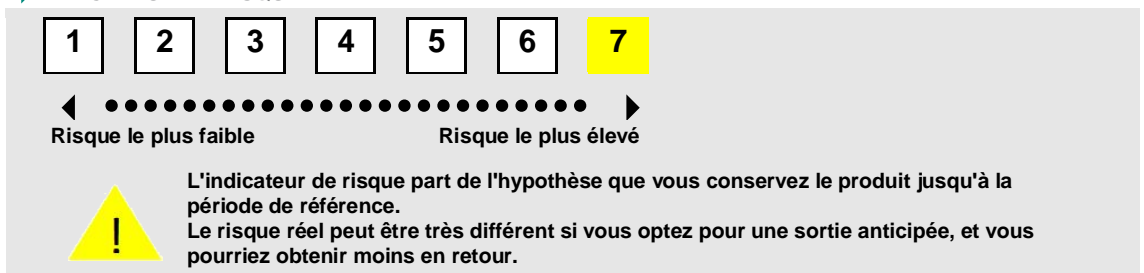 1 2 3 4 5 6 7
Risque le plus faible Risque le plus élevé
L'indicateur de risque part de l'hypothèse que vous conservez le produit jusqu'à la
période de référence.
Le risque réel peut être très différent si vous optez pour une sortie anticipée, et vous
! pourriez obtenir moins en retour.